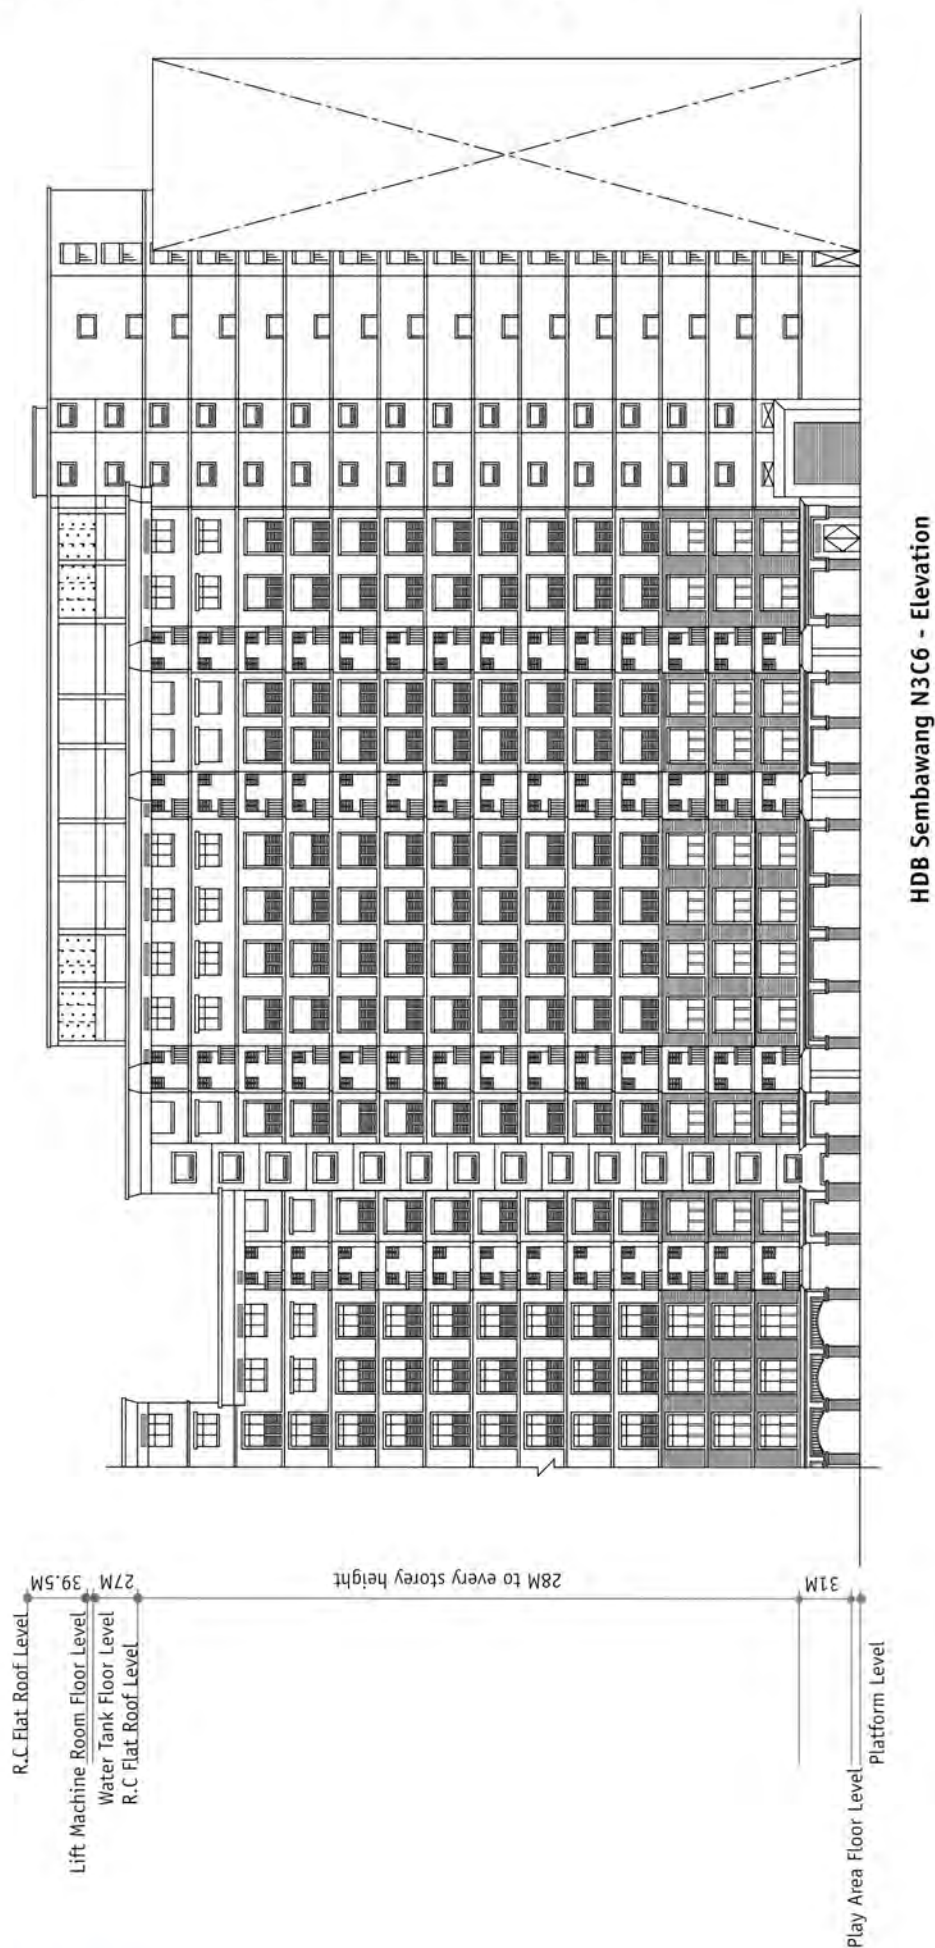 R.C Flat Roof Level
Lift Machine Room Floor Level
Water Tank Floor Level
R.C Flat Roof Level
39.5M
27M
28M to every storey height
31M
Platform Level
Play Area Floor Level
HDB Sembawang N3C6 - Elevation